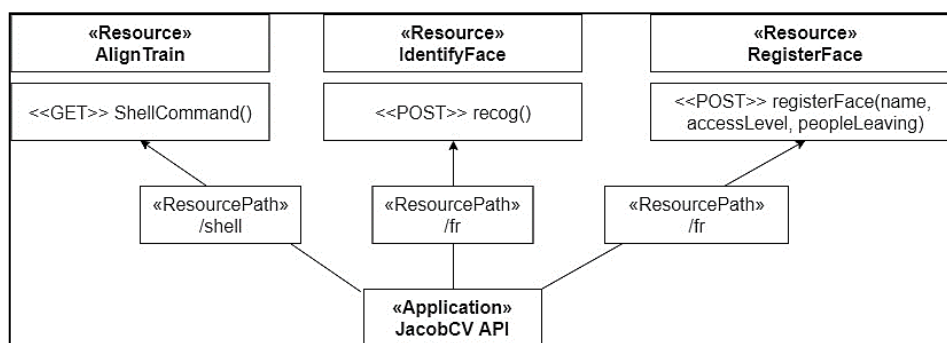 «Resource»
AlignTrain
«Resource»
IdentifyFace
«Resource»
RegisterFace
<<GET>> ShellCommand()
<<POST>> recog()
<<POST>> registerFace(name,
accessLevel, peopleLeaving)
«ResourcePath»
/shell
«ResourcePath»
/fr
«ResourcePath»
/fr
«Application»
JacobCV API